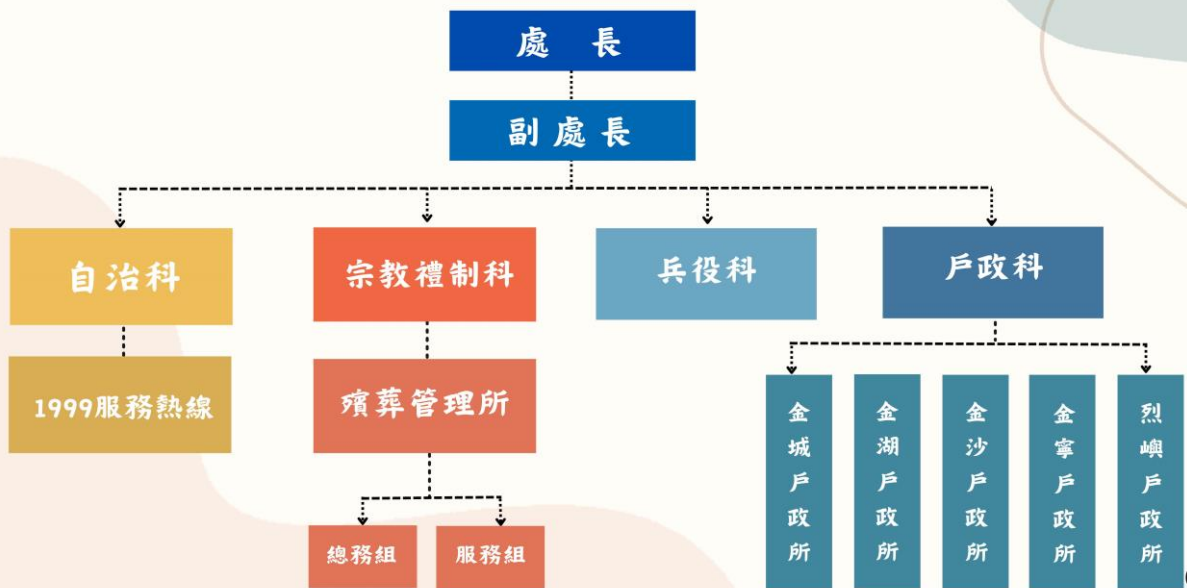 處 長
副處長
自治科
宗教禮制科
兵役科
戶政科
1999服務熱線
殯葬管理所
總務組
服務組
金城戶政所
金湖戶政所
金沙戶政所
金寧戶政所
烈嶼戶政所